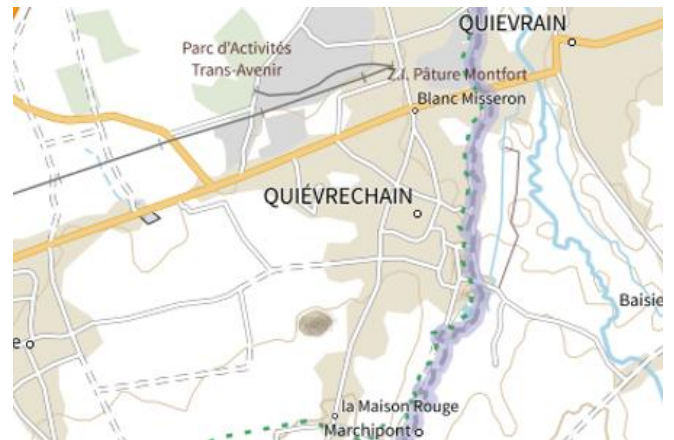 QUIEVRAIN
Parc d'Activités
Trans-Avenir
Z.I. Pâture Montfort
Blanc Misseron
QUIÉVRECHAIN
Baisie
e
la Maison Rouge
Marchipont